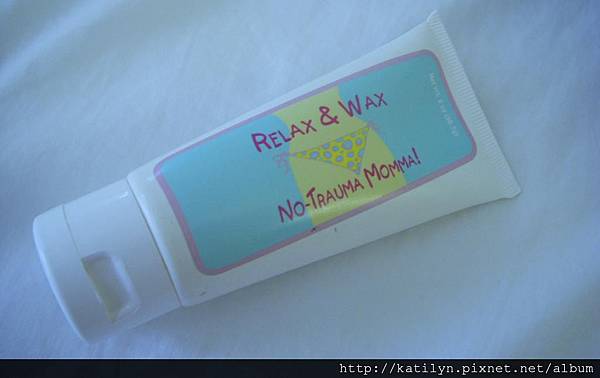 RELAX & WAX
NO-TRAUMA MOMMA!
http://katilyn.pixnet.net/album